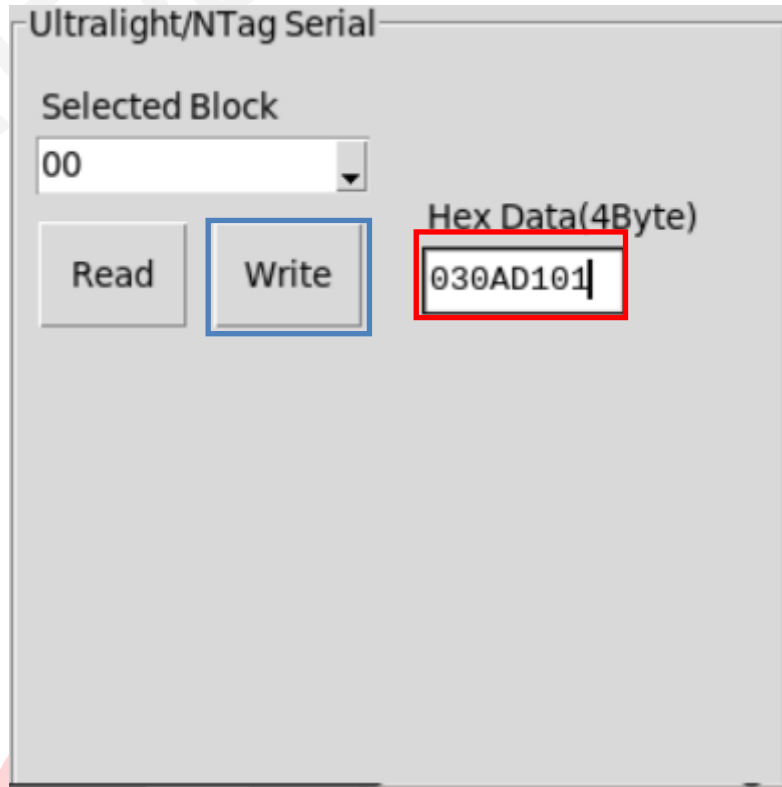 Ultralight/NTag Serial
Selected Block
00
Hex Data(4Byte)
Read
Write
030AD101